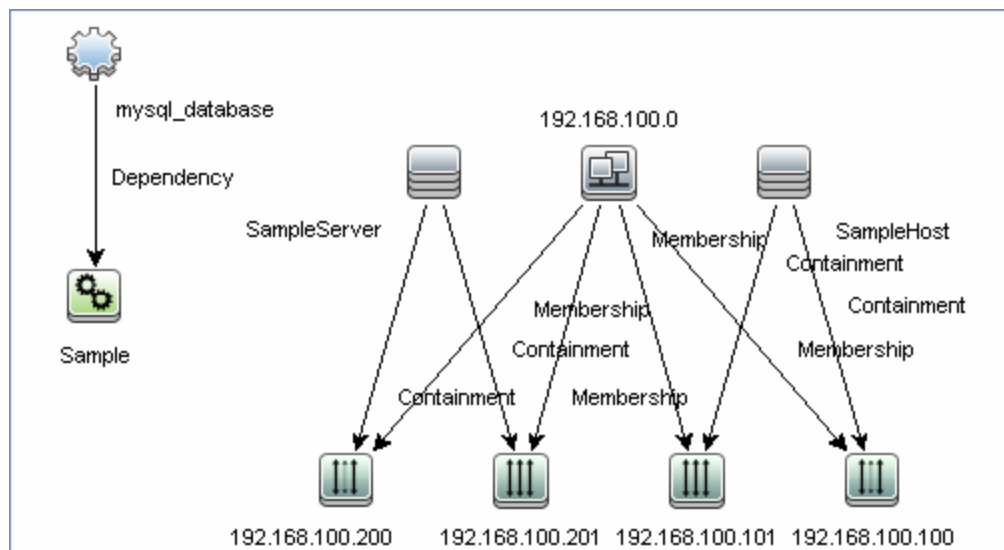 mysql_database
192.168.100.0
Dependency
SampleServer
Membership
SampleHost
Containment
Membership
Containment
Sample
Containment
Membership
Containment
Membership
192.168.100.200
192.168.100.201
192.168.100.101
192.168.100.100